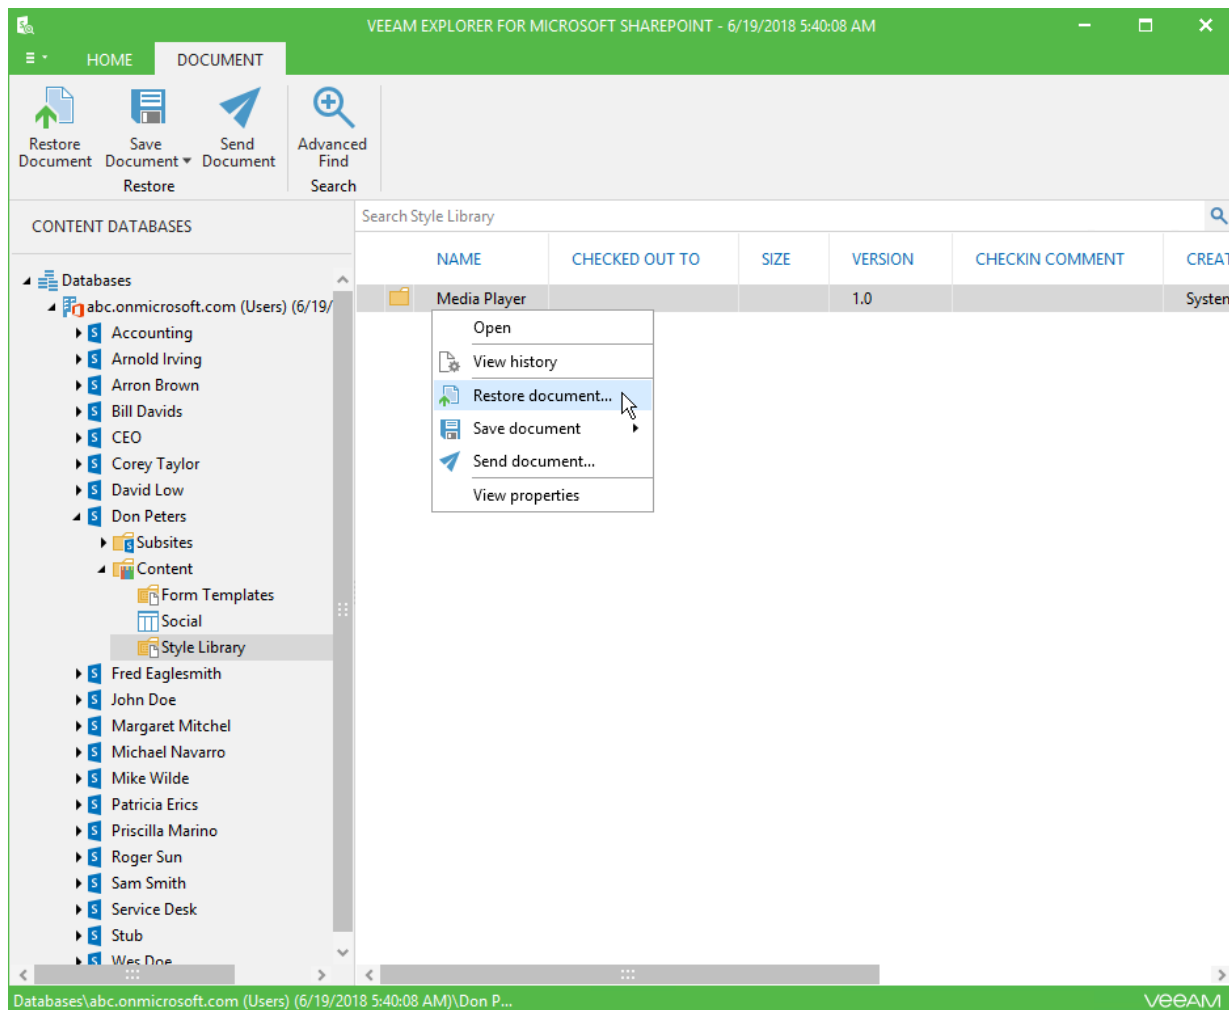 VEEAM EXPLORER FOR MICROSOFT SHAREPOINT - 6/19/2018 5:40:08 AM
HOME
DOCUMENT
Restore Document
Save Document
Send Document
Advanced Find
Restore
Search
CONTENT DATABASES
Search Style Library
NAME
CHECKED OUT TO
SIZE
VERSION
CHECKIN COMMENT
CREAT
Media Player
1.0
System
Databases
abc.onmicrosoft.com (Users) (6/19/
Accounting
Arnold Irving
Arron Brown
Bill Davids
CEO
Corey Taylor
David Low
Don Peters
Subsites
Content
Form Templates
Social
Style Library
Fred Eaglesmith
John Doe
Margaret Mitchel
Michael Navarro
Mike Wilde
Patricia Erics
Priscilla Marino
Roger Sun
Sam Smith
Service Desk
Stub
Wes Doe
Open
View history
Restore document...
Save document
Send document...
View properties
Databases\abc.onmicrosoft.com (Users) (6/19/2018 5:40:08 AM)\Don P...
veeam